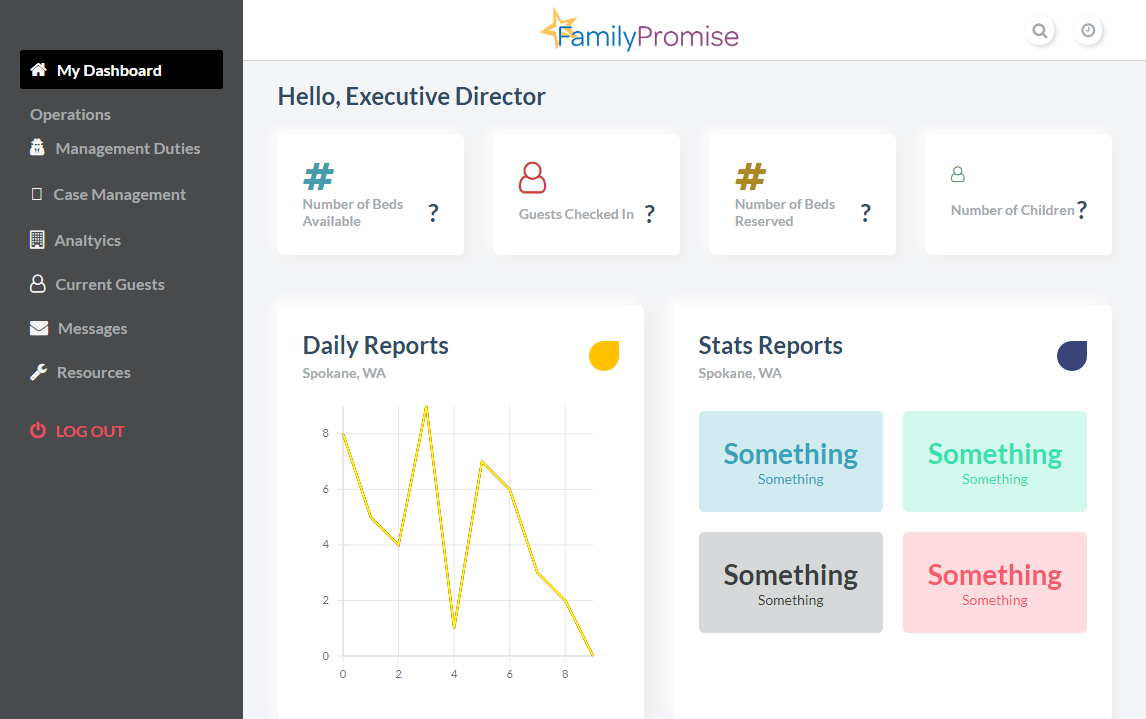 FamilyPromise
My Dashboard
Operations
Management Duties
Case Management
Analtyics
Current Guests
Messages
Resources
LOG OUT
Hello, Executive Director
#
Number of Beds
Available
?
Guests Checked In
?
#
Number of Beds
Reserved
?
Number of Children
?
Daily Reports
Spokane, WA
8
6
4
2
0
0 2 4 6 8
Stats Reports
Spokane, WA
Something
Something
Something
Something
Something
Something
Something
Something